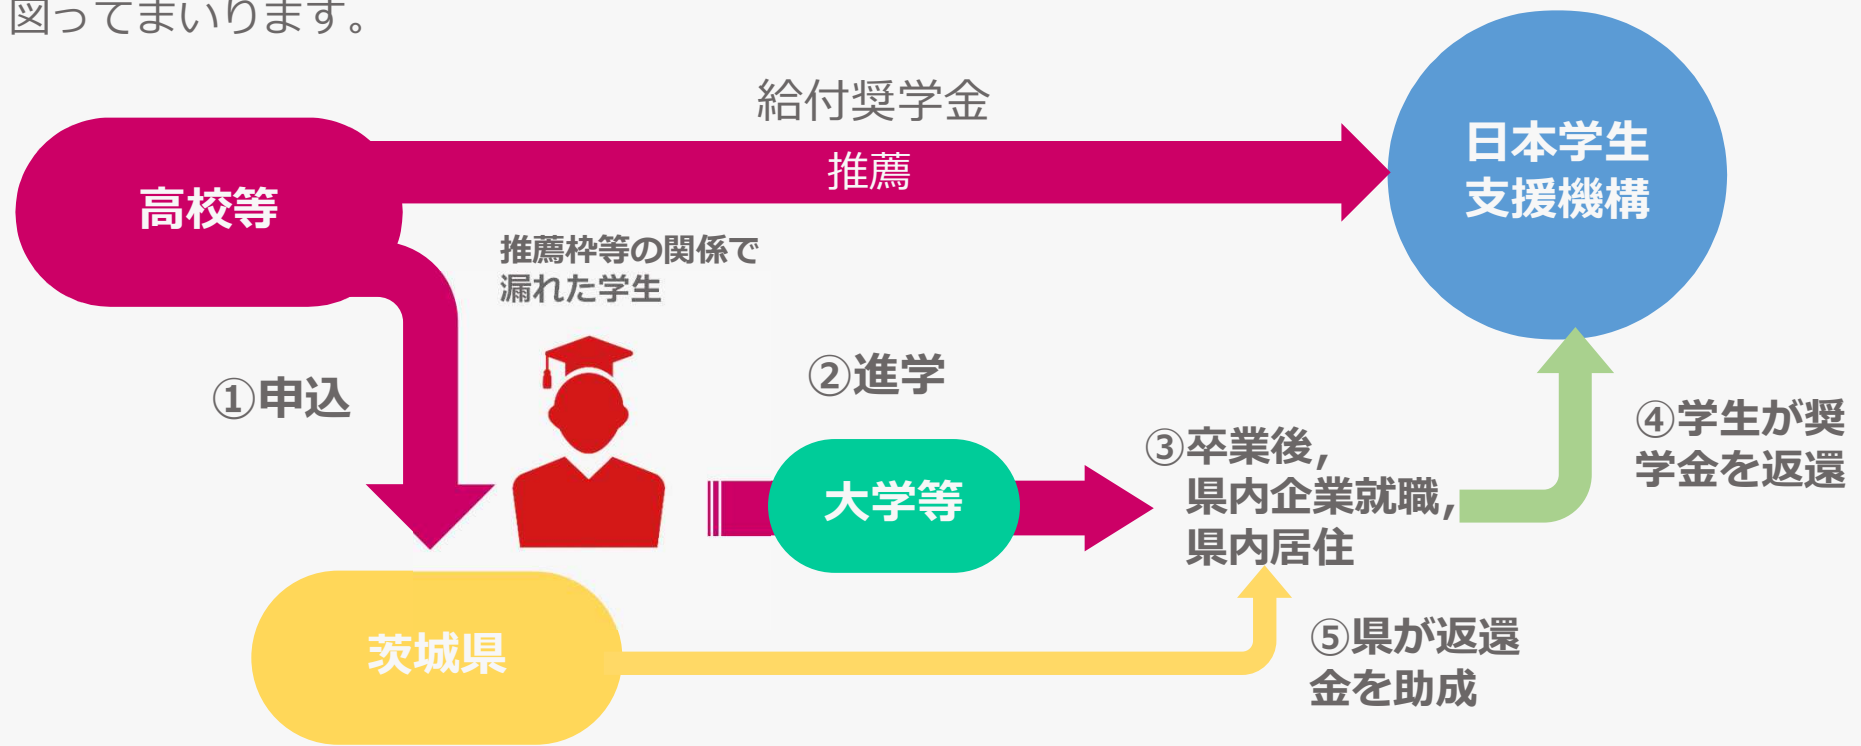 図ってまいります。
給付奨学金
推薦
日本学生
支援機構
高校等
推薦枠等の関係で
漏れた学生
①申込
②進学
大学等
③卒業後,
県内企業就職,
県内居住
④学生が奨
学金を返還
茨城県
⑤県が返還
金を助成